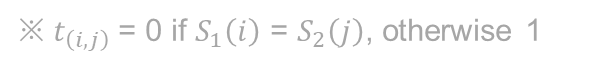 ※ t(i,j) = 0 if S₁(i) = S₂(j), otherwise 1